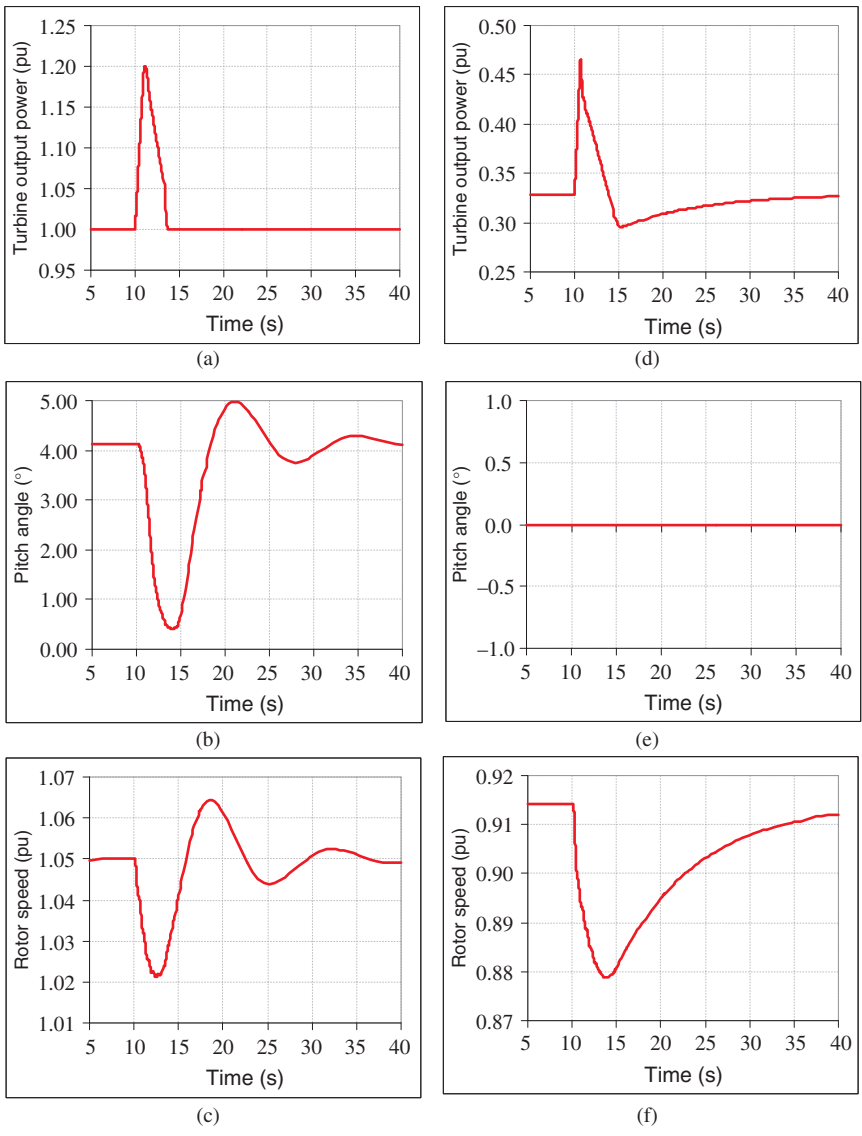 Turbine output power (pu)
1.25
1.20
1.15
1.10
1.05
1.00
0.95
5 10 15 20 25 30 35 40
Time (s)
(a)
Turbine output power (pu)
0.50
0.45
0.40
0.35
0.30
0.25
5 10 15 20 25 30 35 40
Time (s)
(d)
Pitch angle (°)
5.00
4.00
3.00
2.00
1.00
0.00
5 10 15 20 25 30 35 40
Time (s)
(b)
Pitch angle (°)
1.0
0.5
0.0
−0.5
−1.0
5 10 15 20 25 30 35 40
Time (s)
(e)
Rotor speed (pu)
1.07
1.06
1.05
1.04
1.03
1.02
1.01
5 10 15 20 25 30 35 40
Time (s)
(c)
Rotor speed (pu)
0.92
0.91
0.90
0.89
0.88
0.87
5 10 15 20 25 30 35 40
Time (s)
(f)